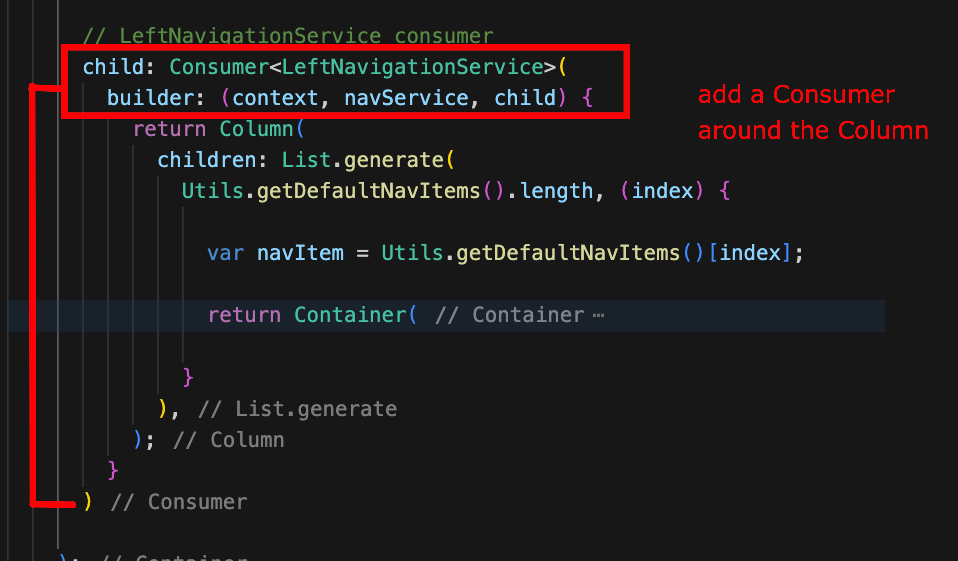 // LeftNavigationService consumer
child: Consumer<LeftNavigationService>(
builder: (context, navService, child) {
return Column(
children: List.generate(
Utils.getDefaultNavItems().length, (index) {
var navItem = Utils.getDefaultNavItems()[index];
return Container( // Container ⋯
}
), // List.generate
); // Column
}
) // Consumer
); // Container
add a Consumer
around the Column